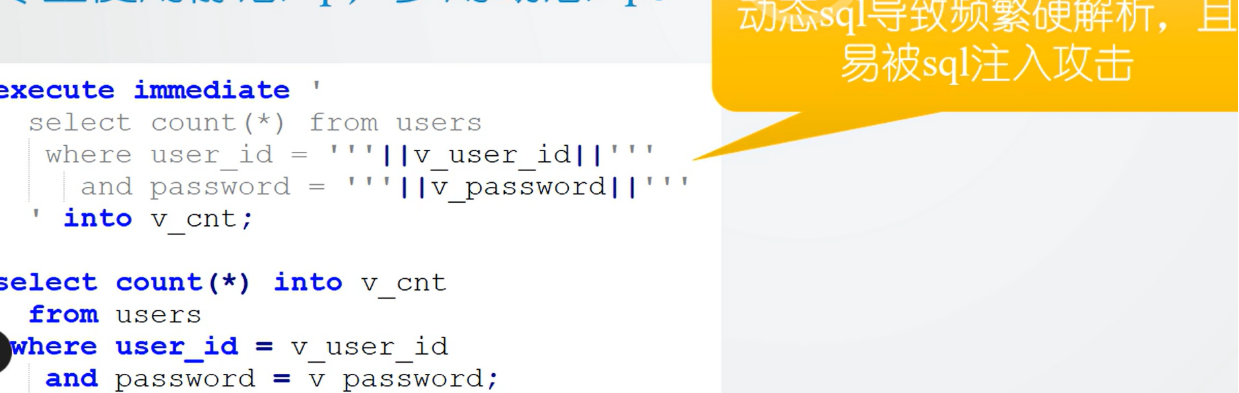 动态sql导致频繁硬解析，且
易被sql注入攻击
execute immediate '
select count(*) from users
where user_id = '''||v_user_id||'''
and password = '''||v_password||'''
' into v_cnt;
select count(*) into v_cnt
from users
where user_id = v_user_id
and password = v_password;